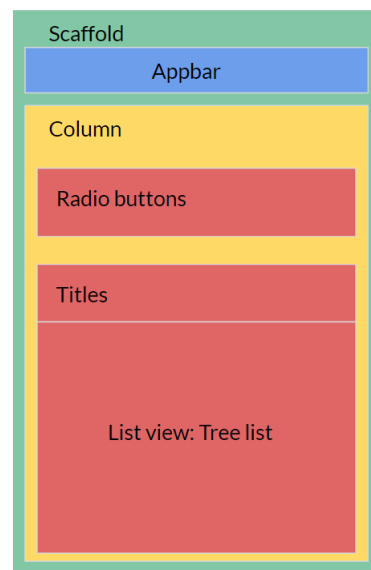 Scaffold
Appbar
Column
Radio buttons
Titles
List view: Tree list